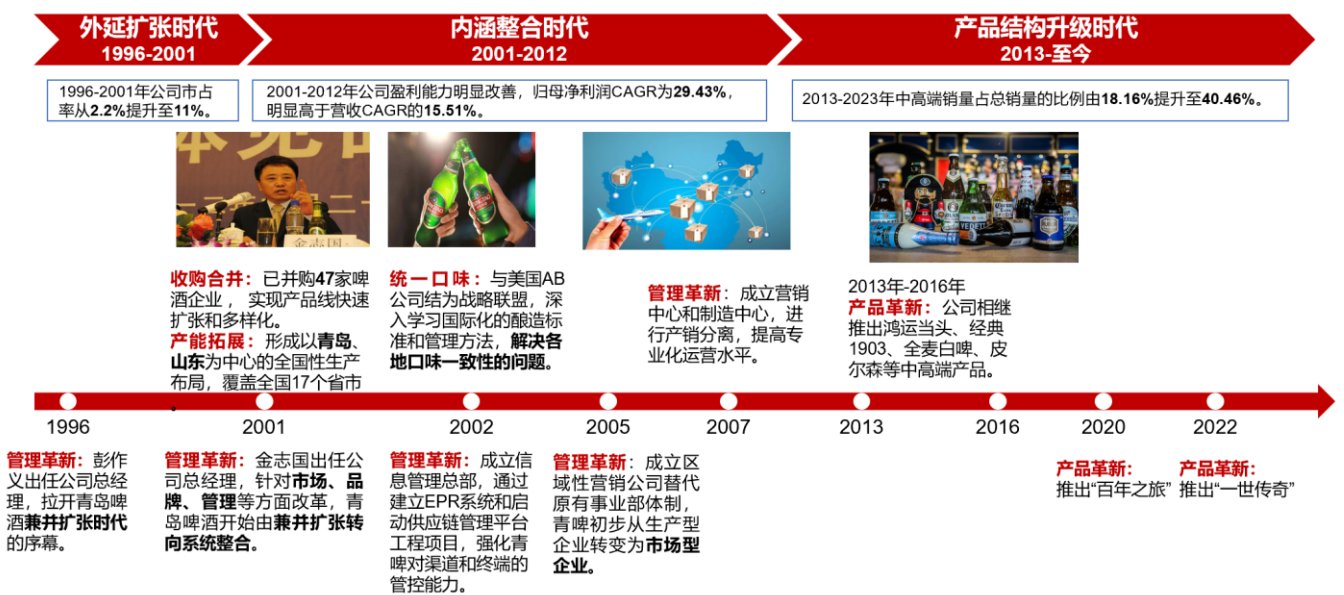 外延扩张时代
1996-2001
内涵整合时代
2001-2012
产品结构升级时代
2013-至今
1996-2001年公司市占
率从2.2%提升至11%。
2001-2012年公司盈利能力明显改善，归母净利润CAGR为29.43%，
明显高于营收CAGR的15.51%。
2013-2023年中高端销量占总销量的比例由18.16%提升至40.46%。
金志国
收购合并：已并购47家啤
酒企业 ， 实现产品线快速
扩张和多样化。
产能拓展：形成以青岛、
山东为中心的全国性生产
布局，覆盖全国17个省市
。
统一口味：与美国AB
公司结为战略联盟，深
入学习国际化的酿造标
准和管理方法，解决各
地口味一致性的问题。
管理革新：成立营销
中心和制造中心，进
行产销分离，提高专
业化运营水平。
2013年-2016年
产品革新：公司相继
推出鸿运当头、经典
1903、全麦白啤、皮
尔森等中高端产品。
1996
2001
2002
2005
2007
2013
2016
2020
2022
管理革新：彭作
义出任公司总经
理，拉开青岛啤
酒兼并扩张时代
的序幕。
管理革新：金志国出任公
司总经理，针对市场、品
牌、管理等方面改革，青
岛啤酒开始由兼并扩张转
向系统整合。
管理革新：成立信
息管理总部，通过
建立EPR系统和启
动供应链管理平台
工程项目，强化青
啤对渠道和终端的
管控能力。
管理革新：成立区
域性营销公司替代
原有事业部体制，
青啤初步从生产型
企业转变为市场型
企业。
产品革新：
推出“百年之旅”
产品革新：
推出“一世传奇”